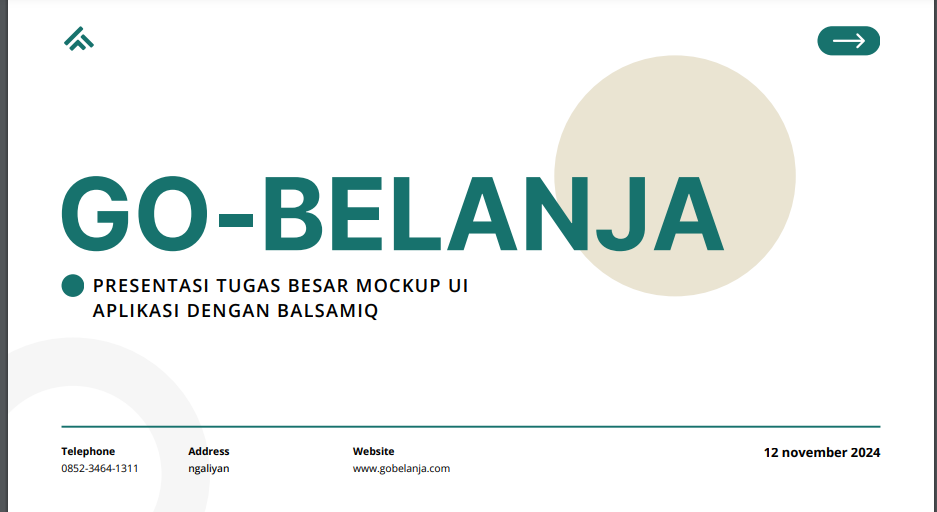 GO-BELANJA
PRESENTASI TUGAS BESAR MOCKUP UI
APLIKASI DENGAN BALSAMIQ
Telephone
0852-3464-1311
Address
ngaliyan
Website
www.gobelanja.com
12 november 2024